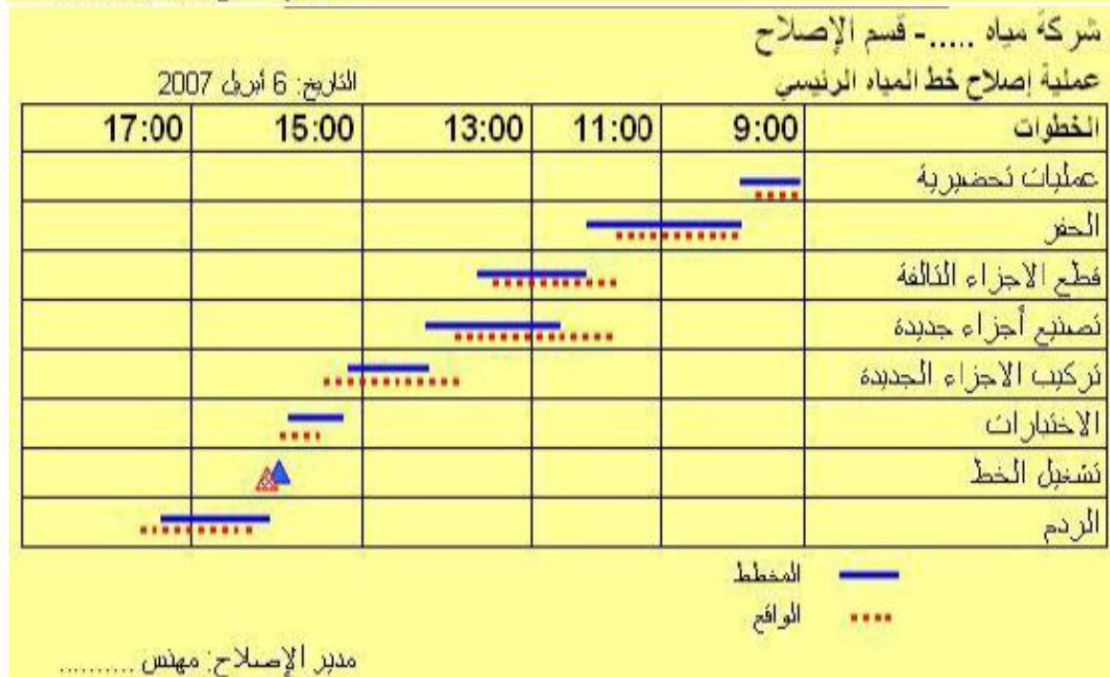 شركة مياه .....- قسم الإصلاح
عملية إصلاح خط المياه الرئيسي
التاريخ: 6 أبريل 2007
الخطوات 9:00 11:00 13:00 15:00 17:00
عمليات تحضيرية
الحفر
قطع الاجزاء التالفة
تصنيع أجزاء جديدة
تركيب الاجزاء الجديدة
الاختبارات
تشغيل الخط
الردم
المخطط
الواقع
مدير الإصلاح: مهنس ..........